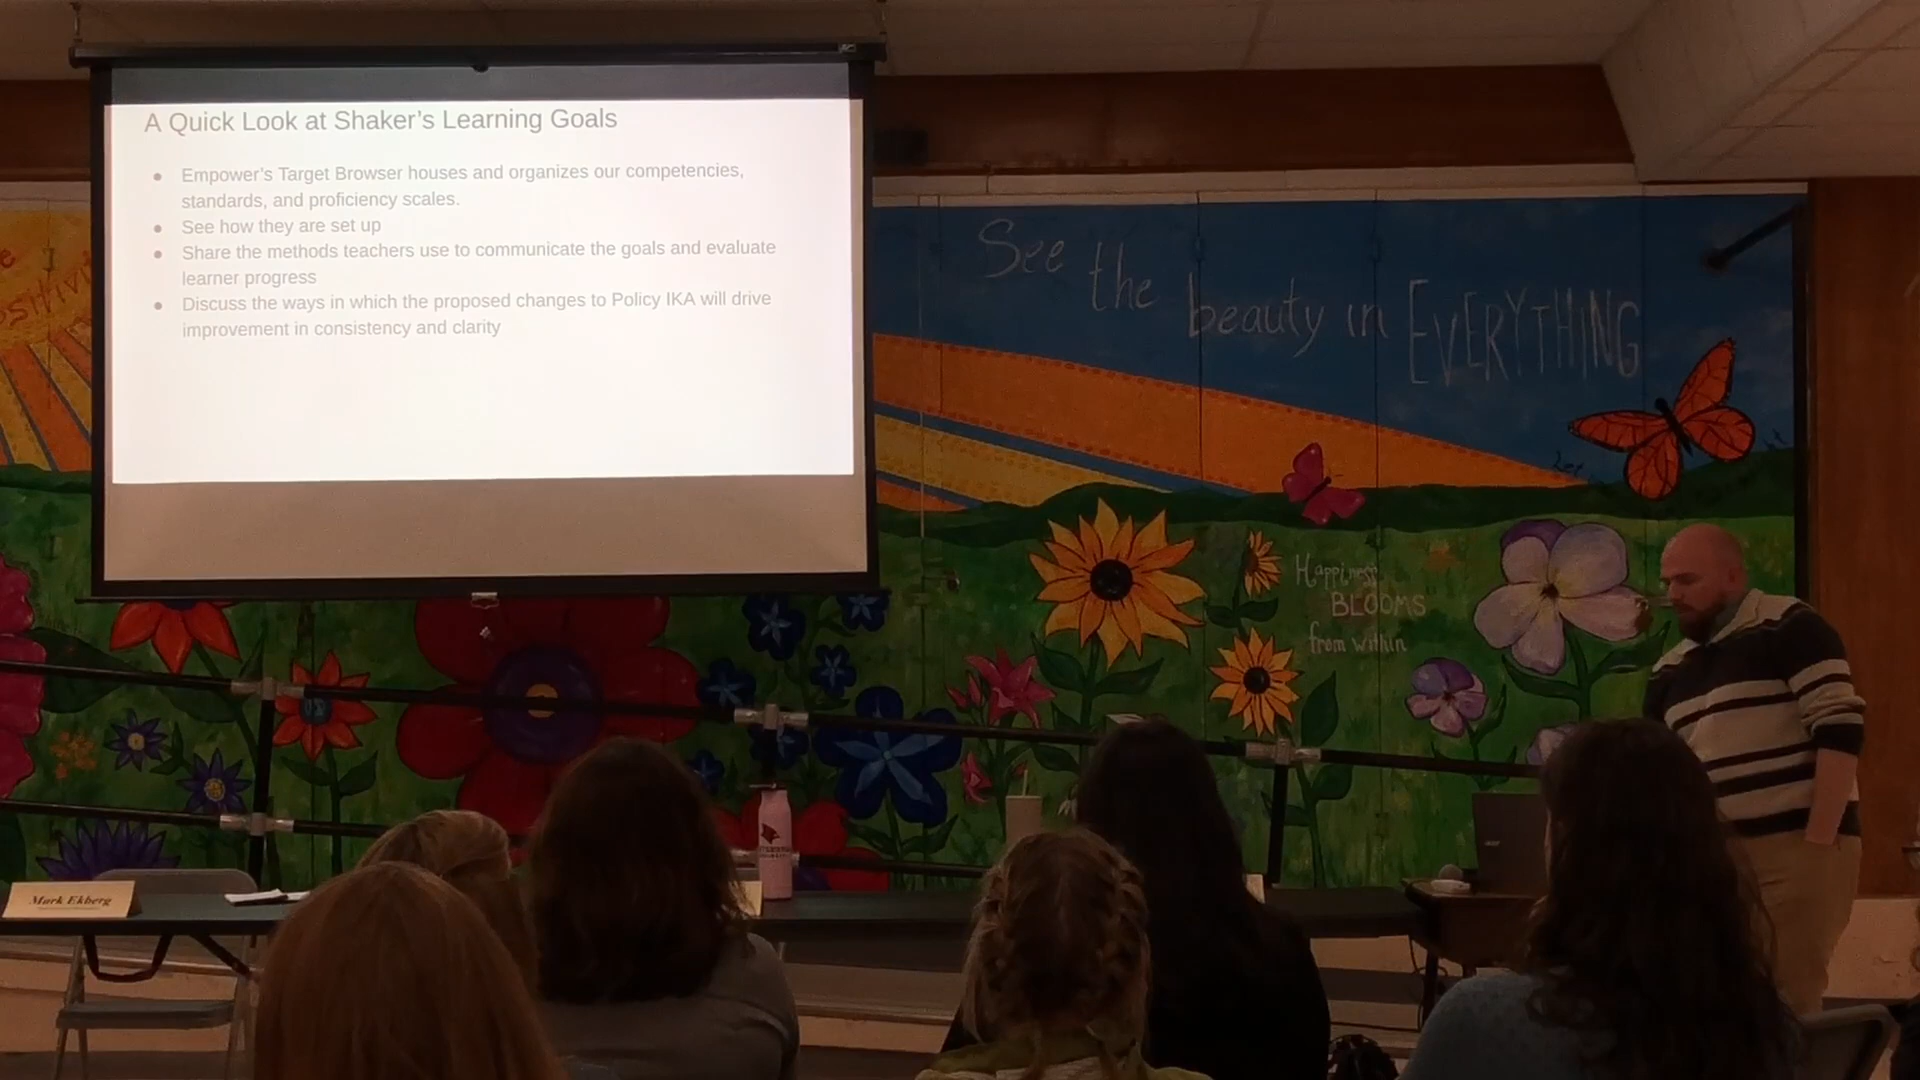 A Quick Look at Shaker's Learning Goals
● Empower's Target Browser houses and organizes our competencies,
standards, and proficiency scales.
● See how they are set up
● Share the methods teachers use to communicate the goals and evaluate
learner progress
● Discuss the ways in which the proposed changes to Policy IKA will drive
improvement in consistency and clarity
See the beauty in EVERYTHING
Happiness
BLOOMS
from within
Mark Ekberg